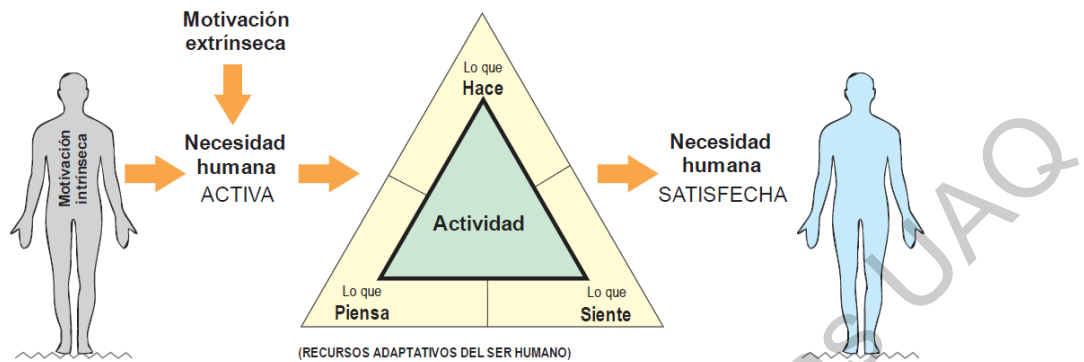 Motivación
extrínseca
Motivación
intrínseca
Necesidad
humana
ACTIVA
Lo que
Hace
Actividad
Lo que
Piensa
Lo que
Siente
(RECURSOS ADAPTATIVOS DEL SER HUMANO)
Necesidad
humana
SATISFECHA
UAQ